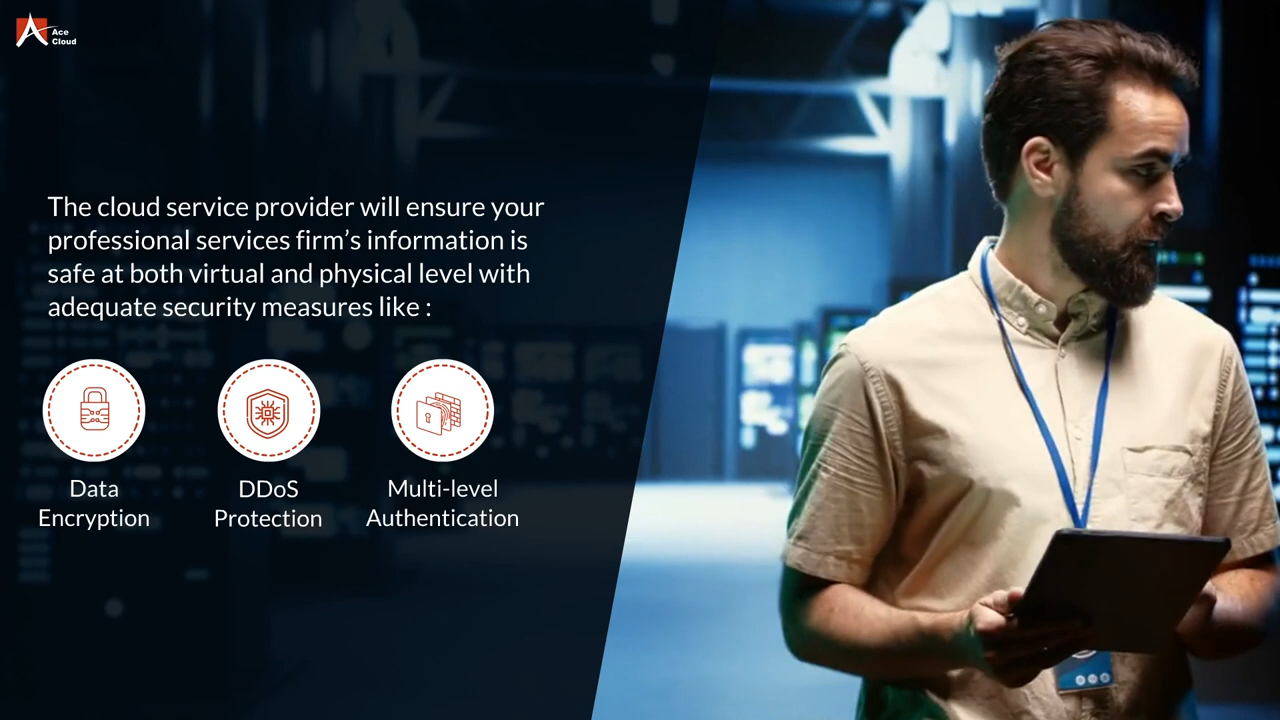 Ace
Cloud
The cloud service provider will ensure your
professional services firm's information is
safe at both virtual and physical level with
adequate security measures like :
Data
Encryption
DDoS
Protection
Multi-level
Authentication